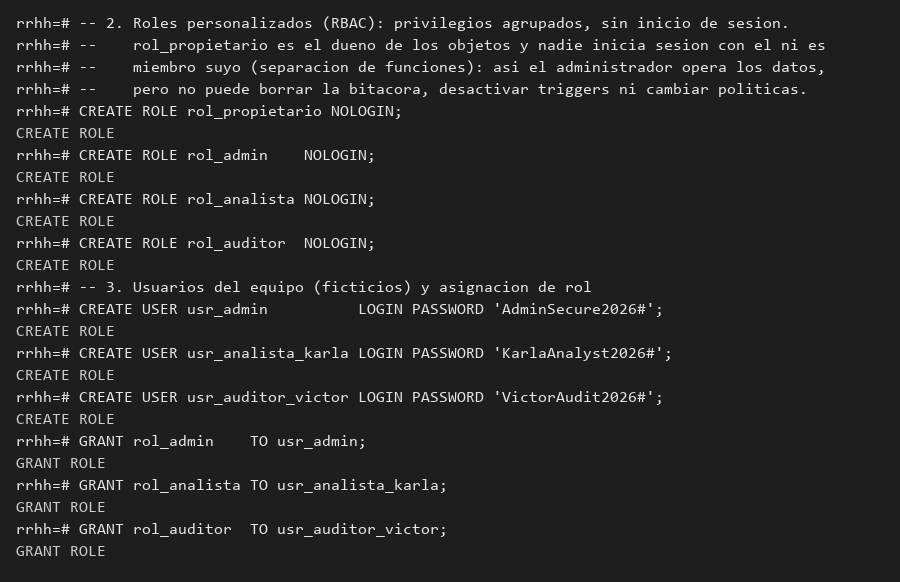 rrhh=# -- 2. Roles personalizados (RBAC): privilegios agrupados, sin inicio de sesion.
rrhh=# --    rol_propietario es el dueno de los objetos y nadie inicia sesion con el ni es
rrhh=# --    miembro suyo (separacion de funciones): asi el administrador opera los datos,
rrhh=# --    pero no puede borrar la bitacora, desactivar triggers ni cambiar politicas.
rrhh=# CREATE ROLE rol_propietario NOLOGIN;
CREATE ROLE
rrhh=# CREATE ROLE rol_admin    NOLOGIN;
CREATE ROLE
rrhh=# CREATE ROLE rol_analista NOLOGIN;
CREATE ROLE
rrhh=# CREATE ROLE rol_auditor  NOLOGIN;
CREATE ROLE
rrhh=# -- 3. Usuarios del equipo (ficticios) y asignacion de rol
rrhh=# CREATE USER usr_admin          LOGIN PASSWORD 'AdminSecure2026#';
CREATE ROLE
rrhh=# CREATE USER usr_analista_karla LOGIN PASSWORD 'KarlaAnalyst2026#';
CREATE ROLE
rrhh=# CREATE USER usr_auditor_victor LOGIN PASSWORD 'VictorAudit2026#';
CREATE ROLE
rrhh=# GRANT rol_admin    TO usr_admin;
GRANT ROLE
rrhh=# GRANT rol_analista TO usr_analista_karla;
GRANT ROLE
rrhh=# GRANT rol_auditor  TO usr_auditor_victor;
GRANT ROLE